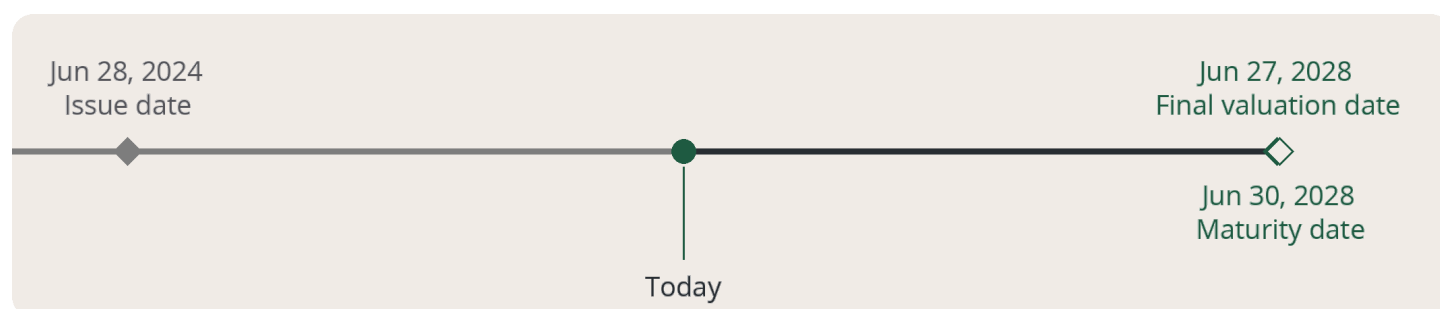 Jun 28, 2024
Issue date
Jun 27, 2028
Final valuation date
Jun 30, 2028
Maturity date
Today